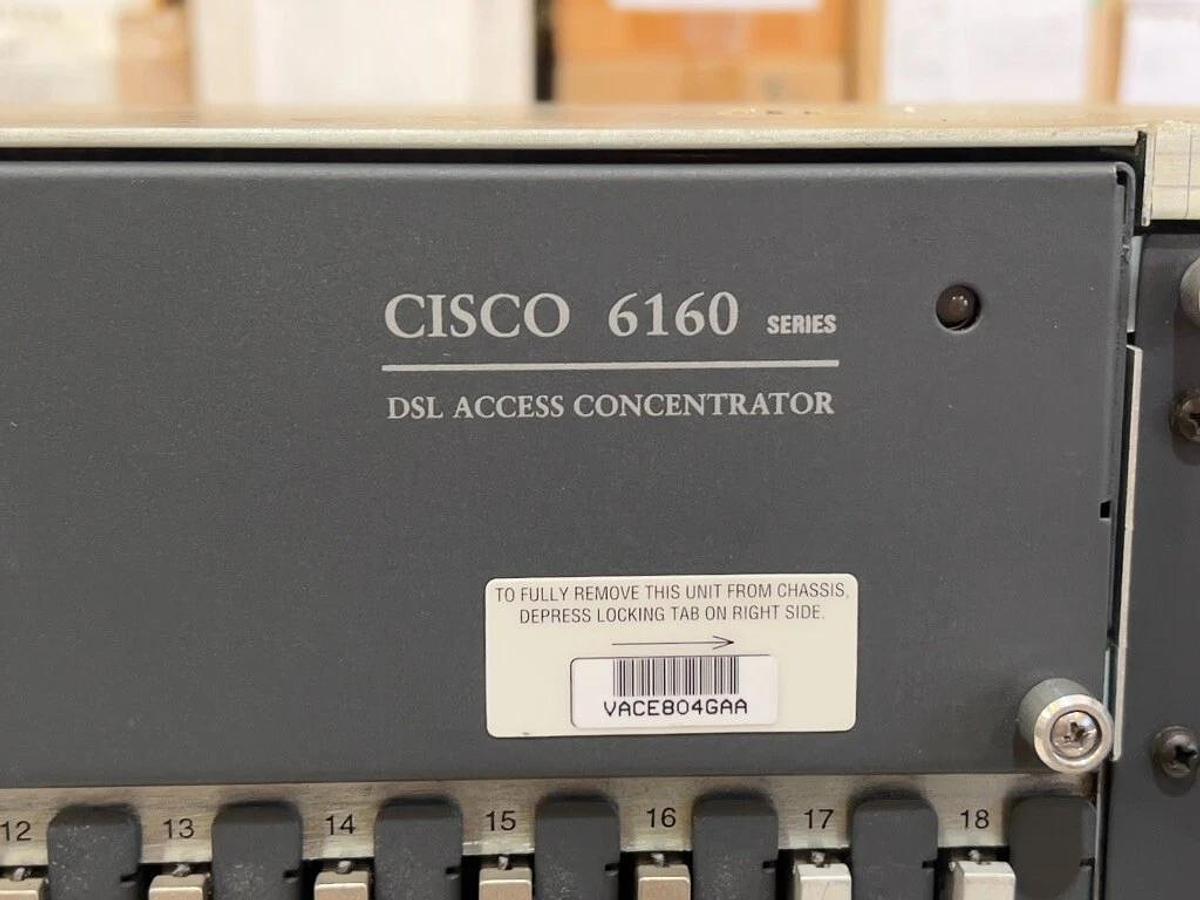 CISCO 6160 SERIES
DSL ACCESS CONCENTRATOR
TO FULLY REMOVE THIS UNIT FROM CHASSIS,
DEPRESS LOCKING TAB ON RIGHT SIDE.
VACE804GAA
12 13 14 15 16 17 18